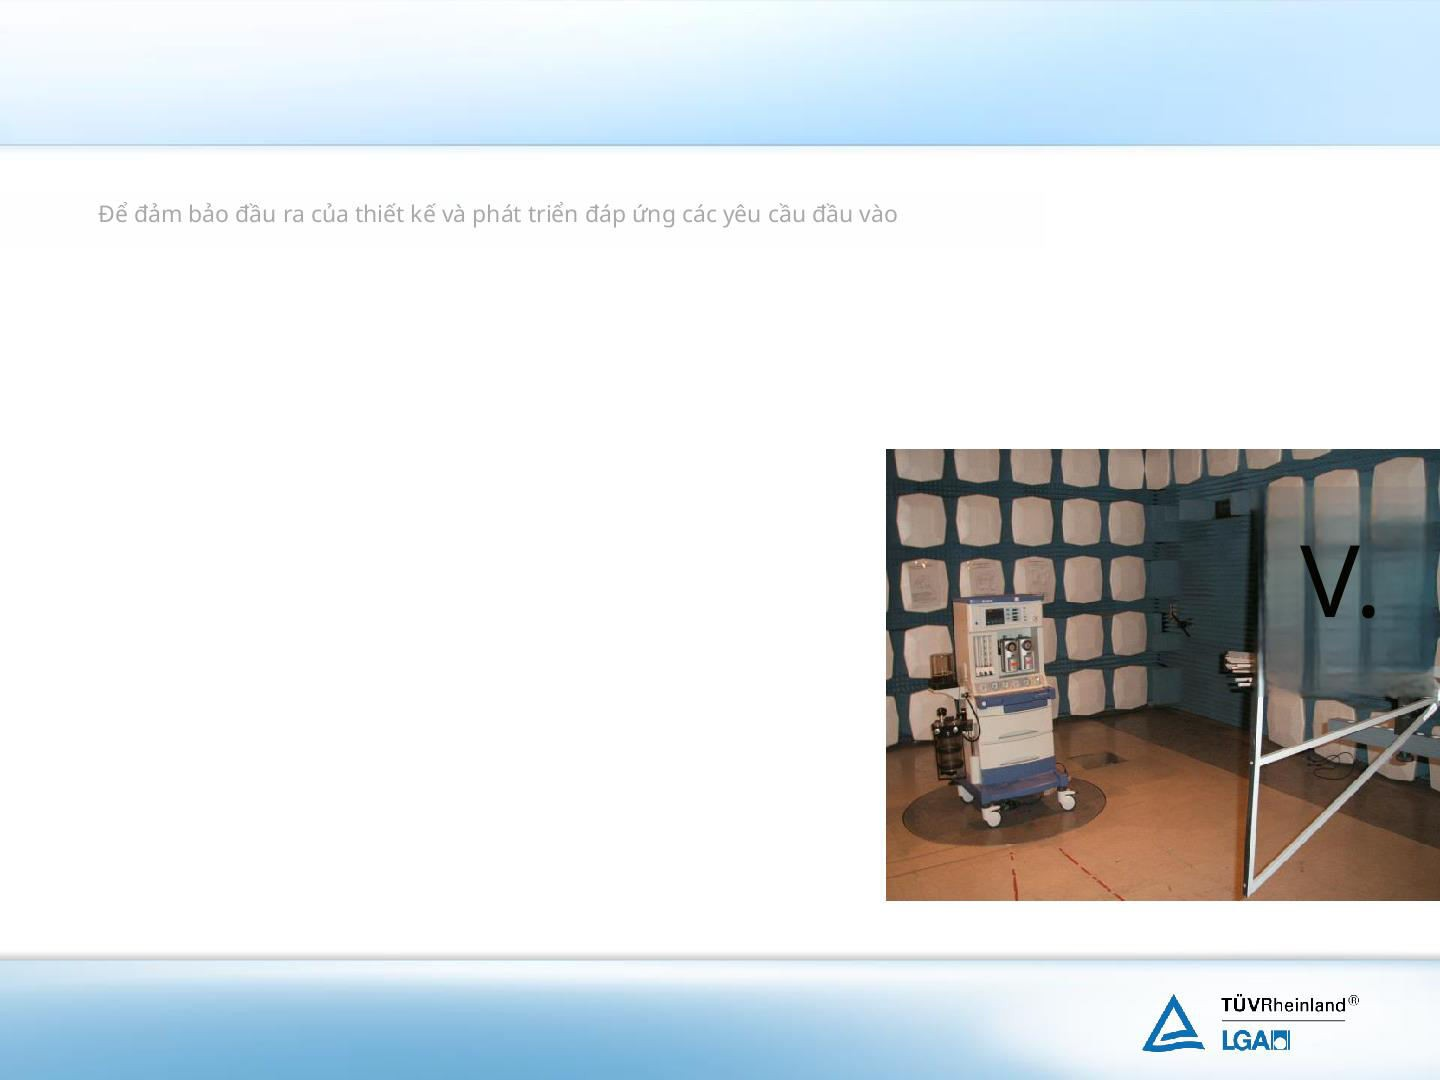 Để đảm bảo đầu ra của thiết kế và phát triển đáp ứng các yêu cầu đầu vào
V.
TÜVRheinland®
LGA